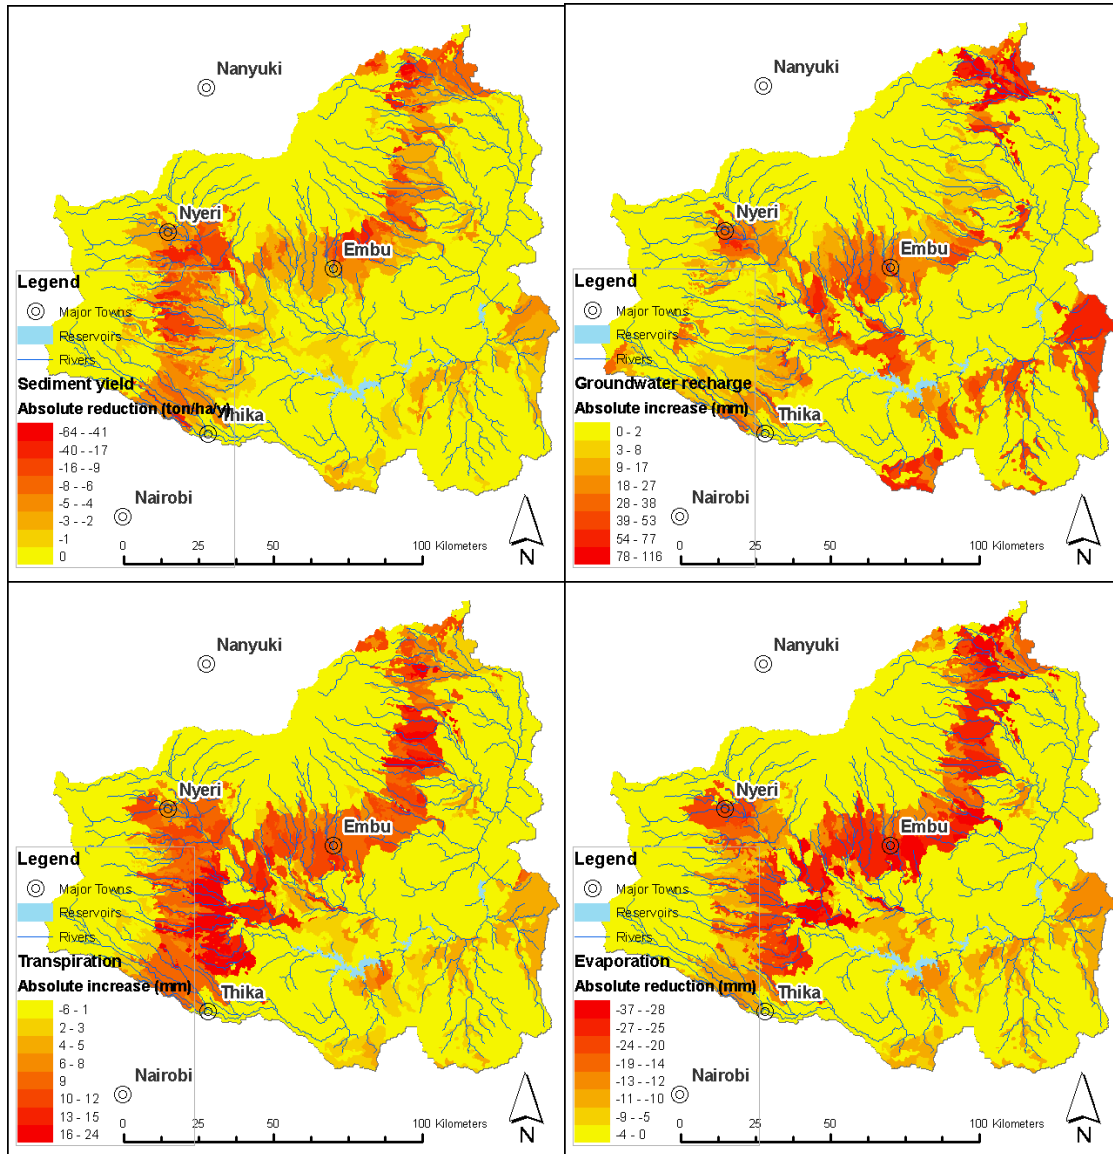 Nanyuki
Nyeri
Embu
Legend
Major Towns
Reservoirs
Rivers
Sediment yield
Absolute reduction (ton/ha/y)
-64 - -41
-40 - -17
-16 - -9
-8 - -6
-5 - -4
-3 - -2
-1
0
Thika
Nairobi
0 25 50 100 Kilometers
N
Nanyuki
Nyeri
Embu
Legend
Major Towns
Reservoirs
Rivers
Groundwater recharge
Absolute increase (mm)
0 - 2
3 - 8
9 - 17
18 - 27
28 - 38
39 - 53
54 - 77
78 - 116
Thika
Nairobi
0 25 50 100 Kilometers
N
Nanyuki
Nyeri
Embu
Legend
Major Towns
Reservoirs
Rivers
Transpiration
Absolute increase (mm)
-6 - 1
2 - 3
4 - 5
6 - 8
9
10 - 12
13 - 15
16 - 24
Thika
Nairobi
0 25 50 100 Kilometers
N
Nanyuki
Nyeri
Embu
Legend
Major Towns
Reservoirs
Rivers
Evaporation
Absolute reduction (mm)
-37 - -28
-27 - -25
-24 - -20
-19 - -14
-13 - -12
-11 - -10
-9 - -5
-4 - 0
Thika
Nairobi
0 25 50 100 Kilometers
N